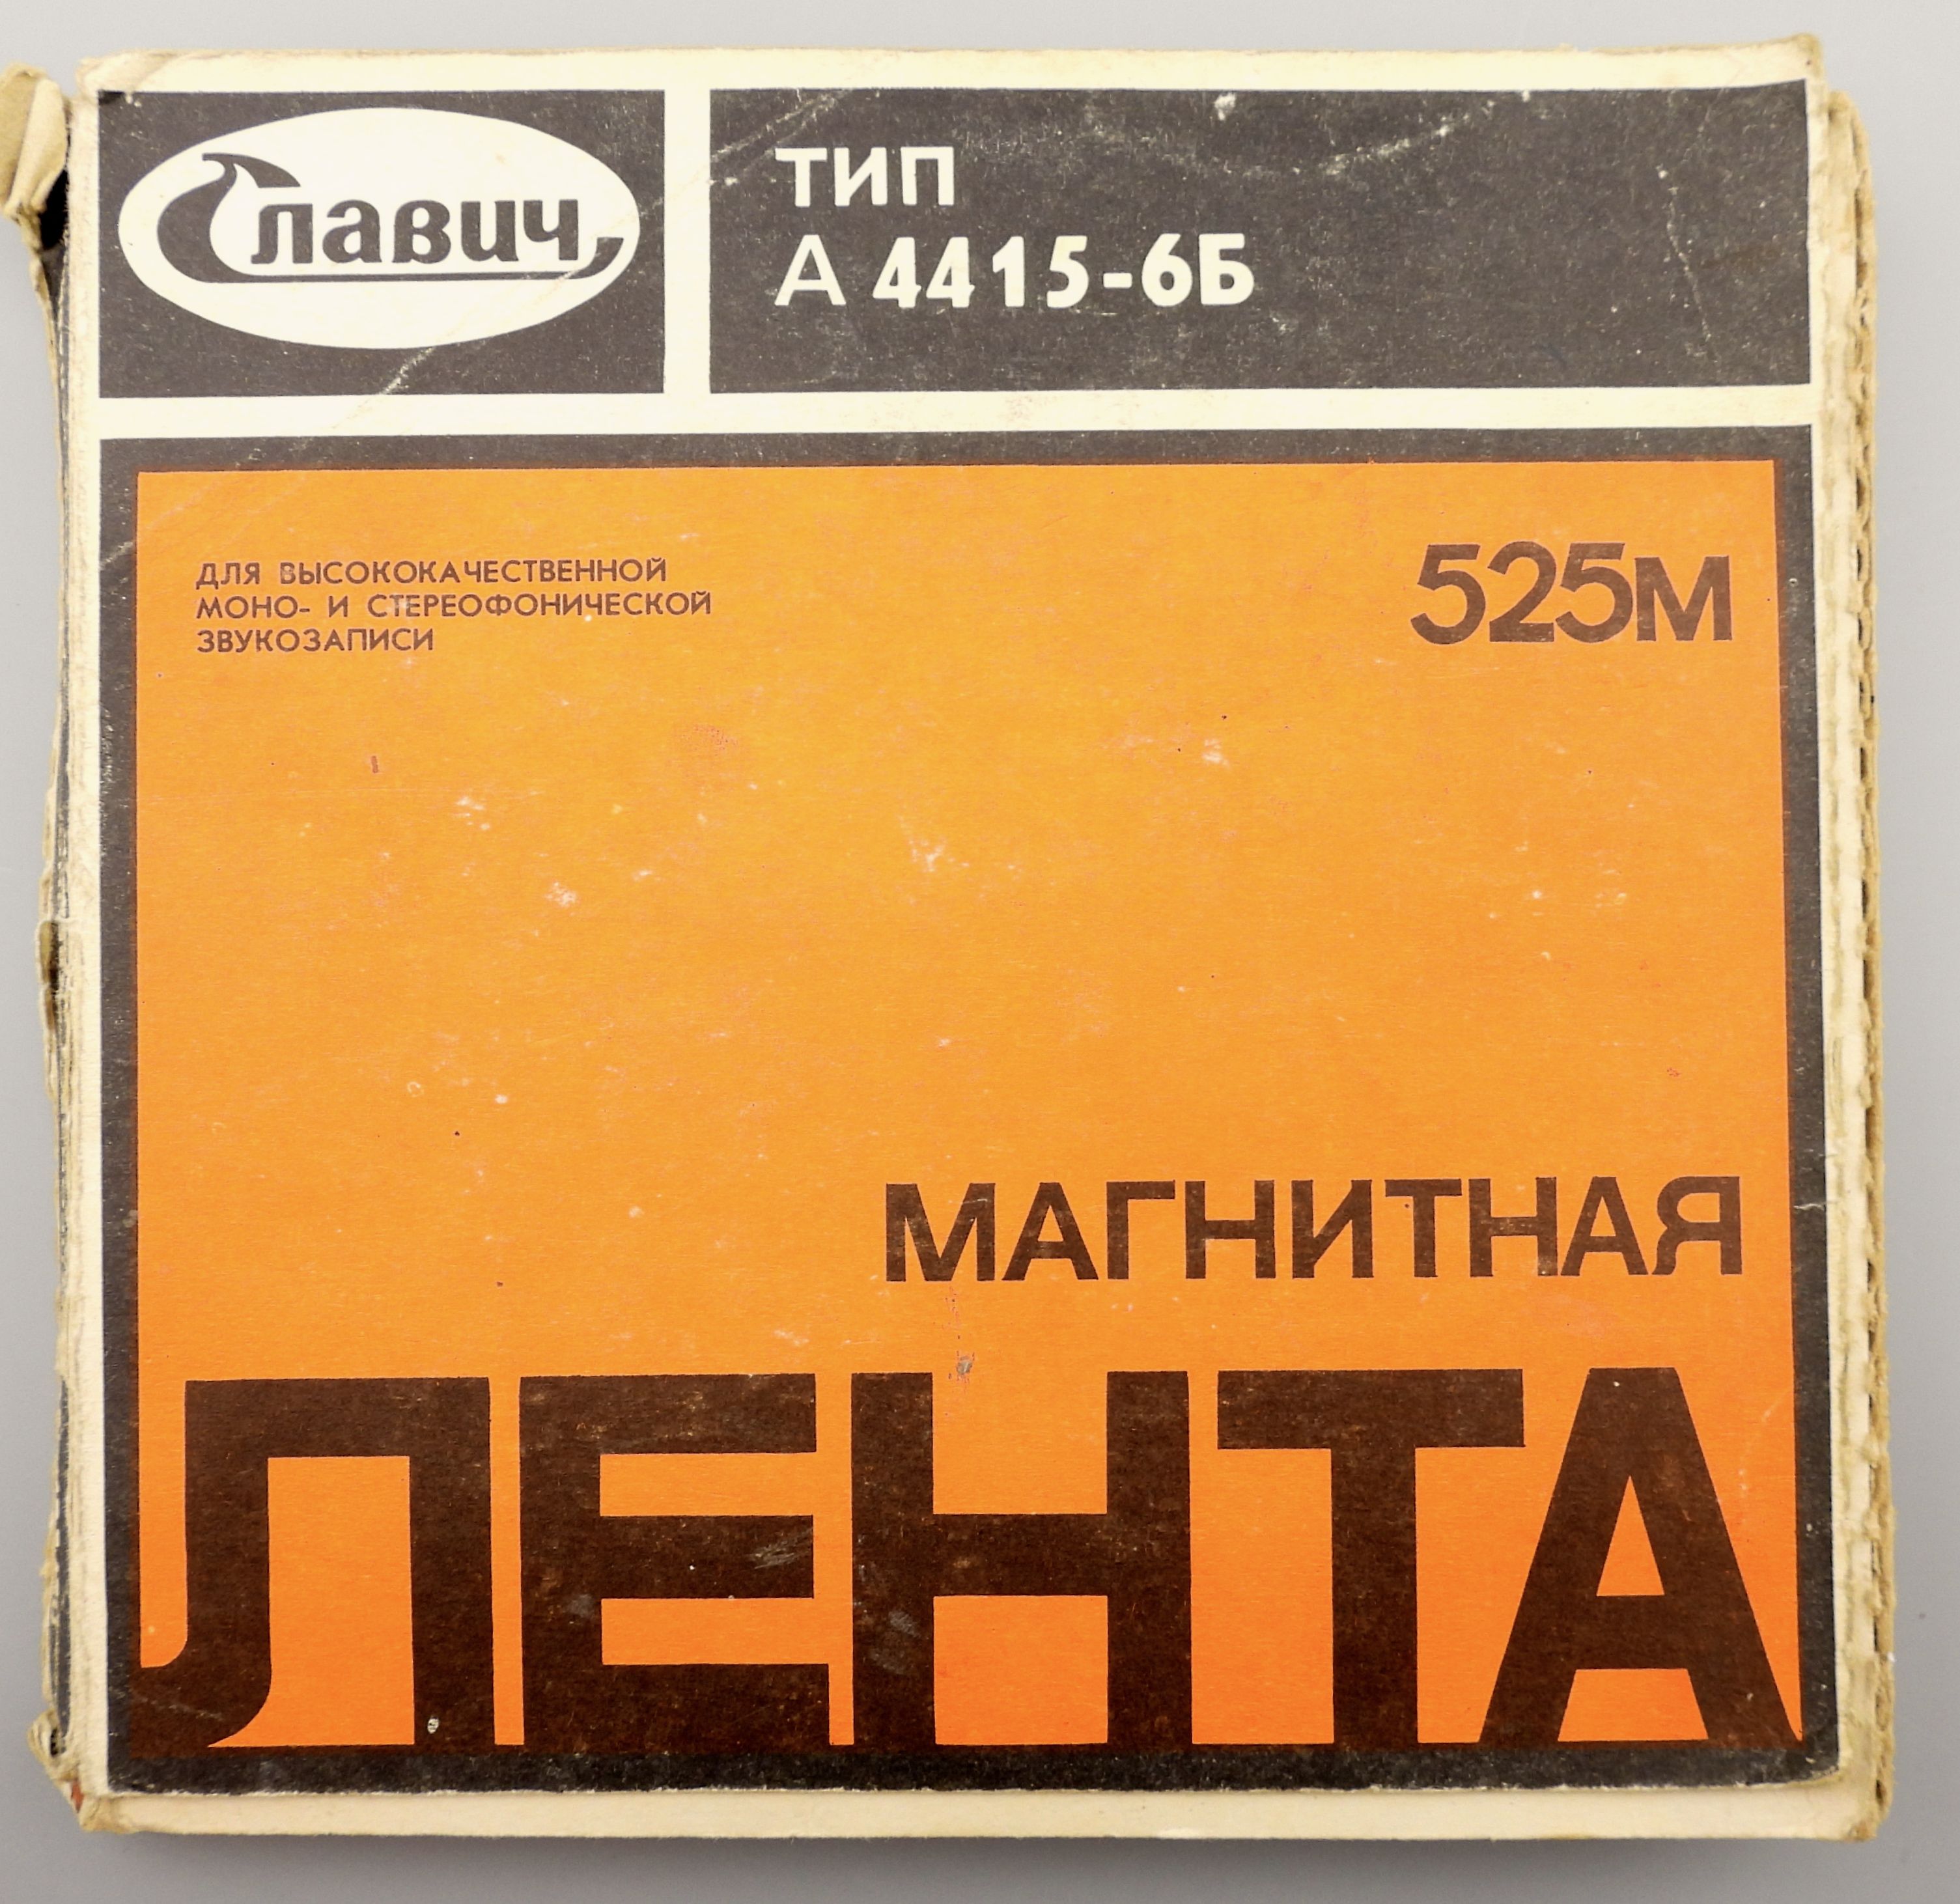 Славич
ТИП
А 4415-6Б
ДЛЯ ВЫСОКОКАЧЕСТВЕННОЙ
МОНО- И СТЕРЕОФОНИЧЕСКОЙ
ЗВУКОЗАПИСИ
525М
МАГНИТНАЯ
ЛЕНТА